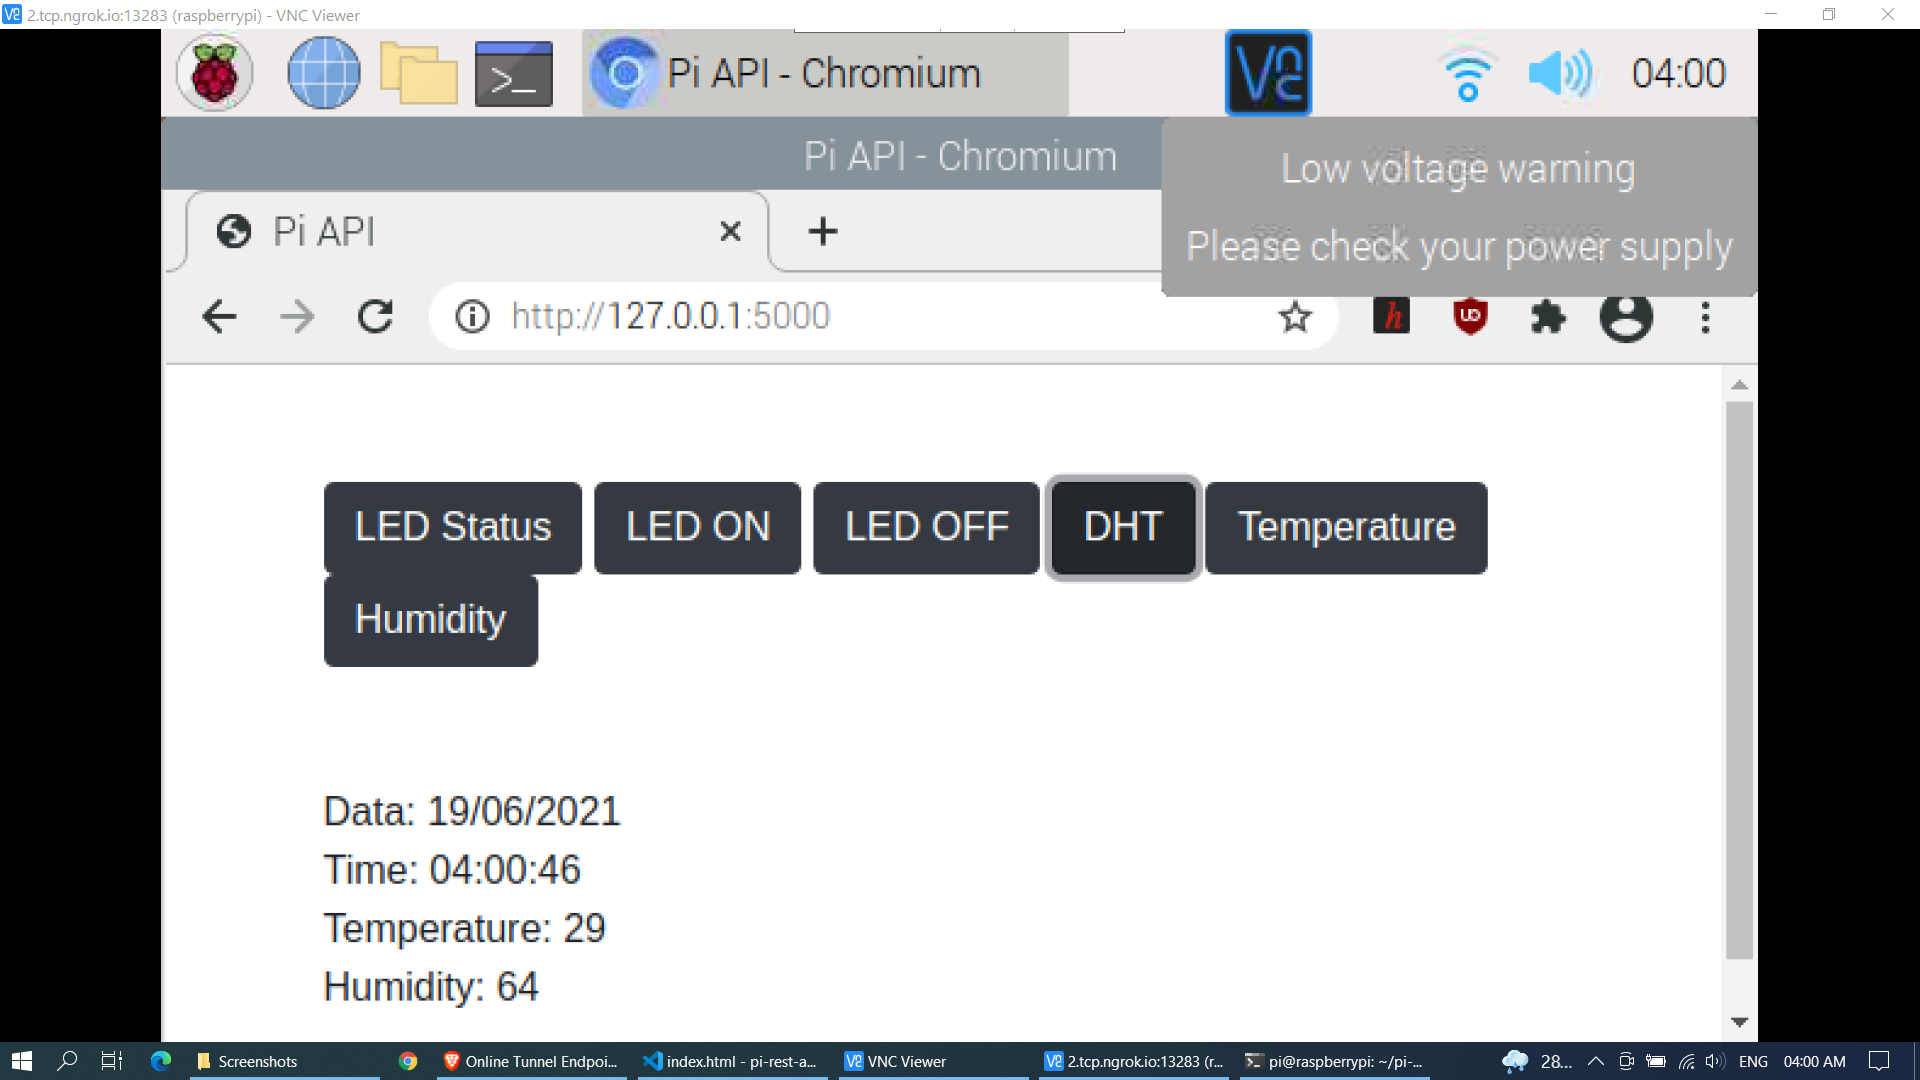 2.tcp.ngrok.io:13283 (raspberrypi) - VNC Viewer
Pi API - Chromium
04:00
Pi API - Chromium
Low voltage warning
Please check your power supply
Pi API
http://127.0.0.1:5000
LED Status LED ON LED OFF DHT Temperature
Humidity
Data: 19/06/2021
Time: 04:00:46
Temperature: 29
Humidity: 64
Screenshots Online Tunnel Endpoi... index.html - pi-rest-a... VNC Viewer 2.tcp.ngrok.io:13283 (r... pi@raspberrypi: ~/pi-... 28... ENG 04:00 AM